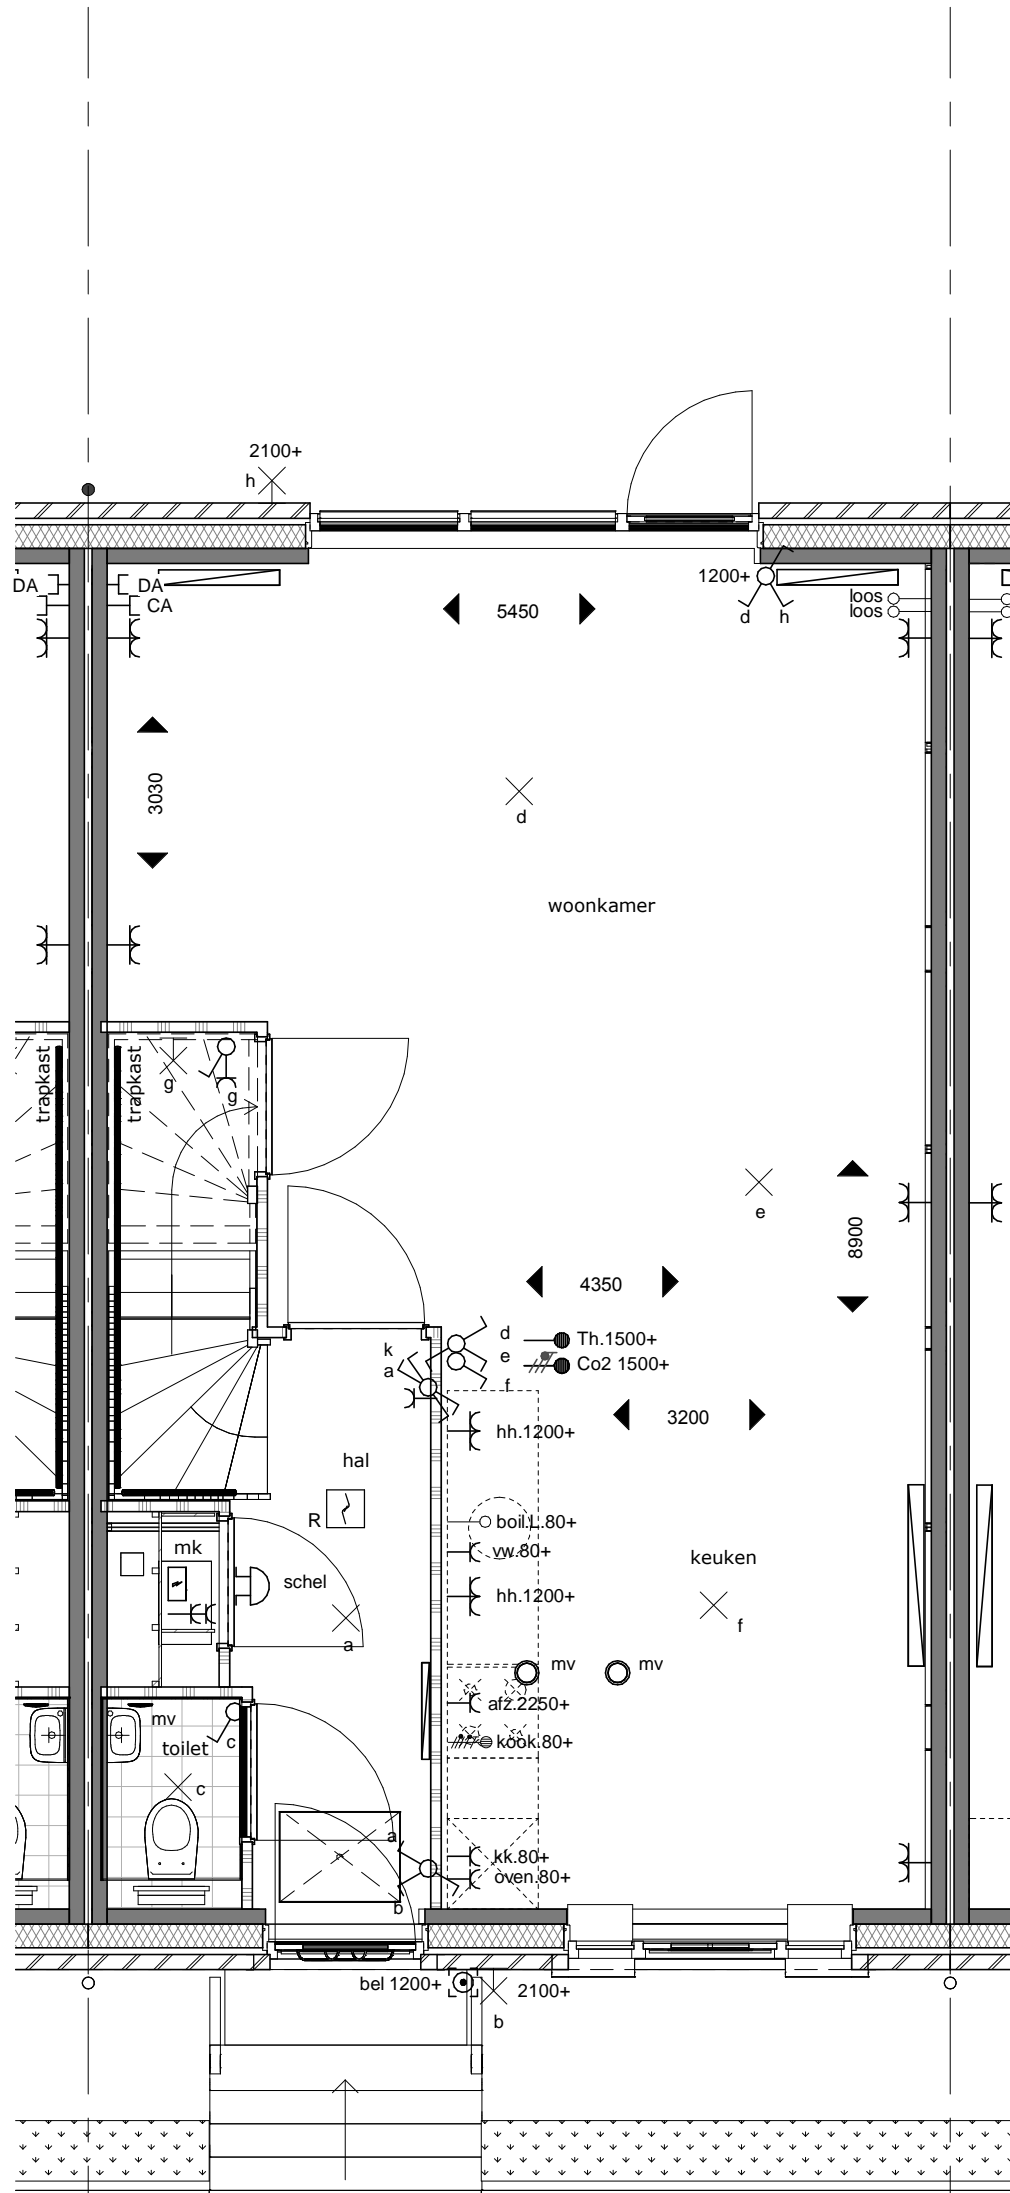 2100+
h
DA
DA
CA
1200+
d
h
loos
loos
5450
3030
d
woonkamer
trapkast
trapkast
g
g
e
8900
4350
d
e
f
Th.1500+
Co2 1500+
k
a
3200
hh.1200+
hal
R
boil.L.80+
vw.80+
hh.1200+
mk
schel
keuken
a
f
mv
mv
mv
afz.2250+
toilet
c
kook.80+
c
a
kk.80+
oven.80+
b
bel 1200+
2100+
b